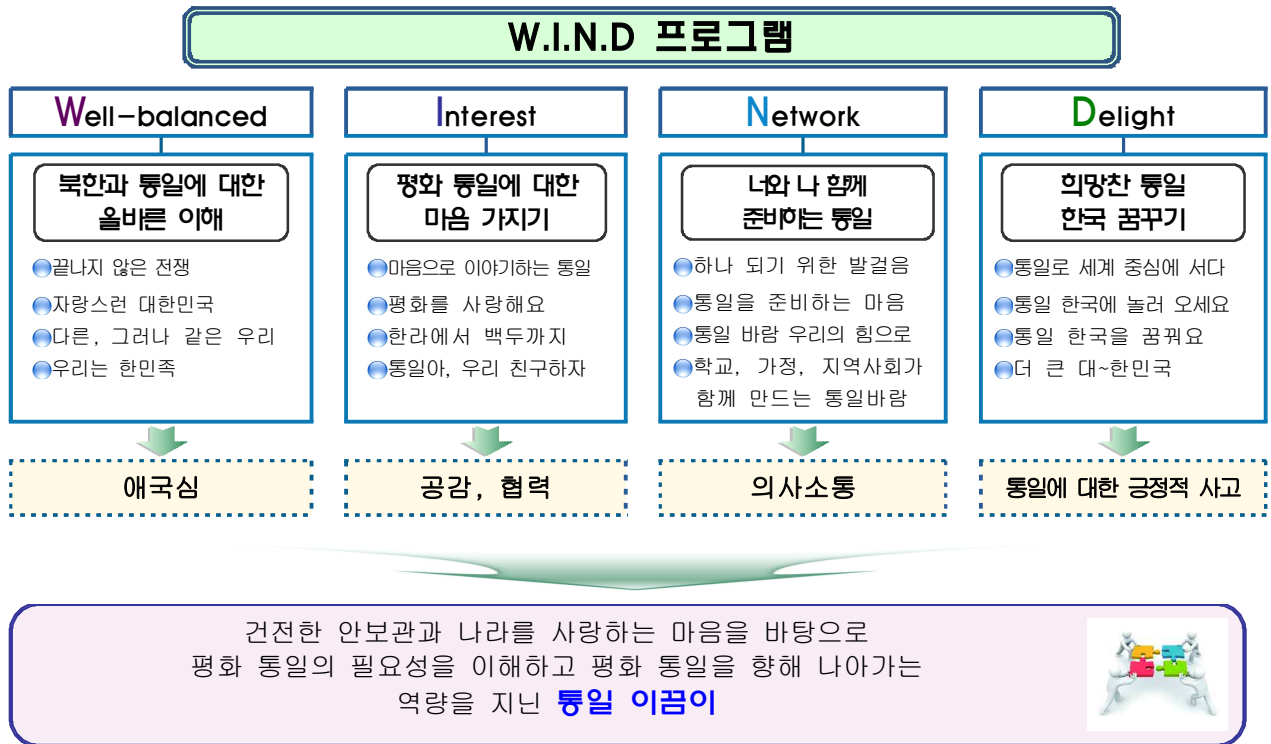 W.I.N.D 프로그램
Well-balanced
북한과 통일에 대한
올바른 이해
끝나지 않은 전쟁
자랑스런 대한민국
다른, 그러나 같은 우리
우리는 한민족
애국심
Interest
평화 통일에 대한
마음 가지기
마음으로 이야기하는 통일
평화를 사랑해요
한라에서 백두까지
통일아, 우리 친구하자
공감, 협력
Network
너와 나 함께
준비하는 통일
하나 되기 위한 발걸음
통일을 준비하는 마음
통일 바람 우리의 힘으로
학교, 가정, 지역사회가
함께 만드는 통일바람
의사소통
Delight
희망찬 통일
한국 꿈꾸기
통일로 세계 중심에 서다
통일 한국에 놀러 오세요
통일 한국을 꿈꿔요
더 큰 대~한민국
통일에 대한 긍정적 사고
건전한 안보관과 나라를 사랑하는 마음을 바탕으로
평화 통일의 필요성을 이해하고 평화 통일을 향해 나아가는
역량을 지닌 통일 이끔이